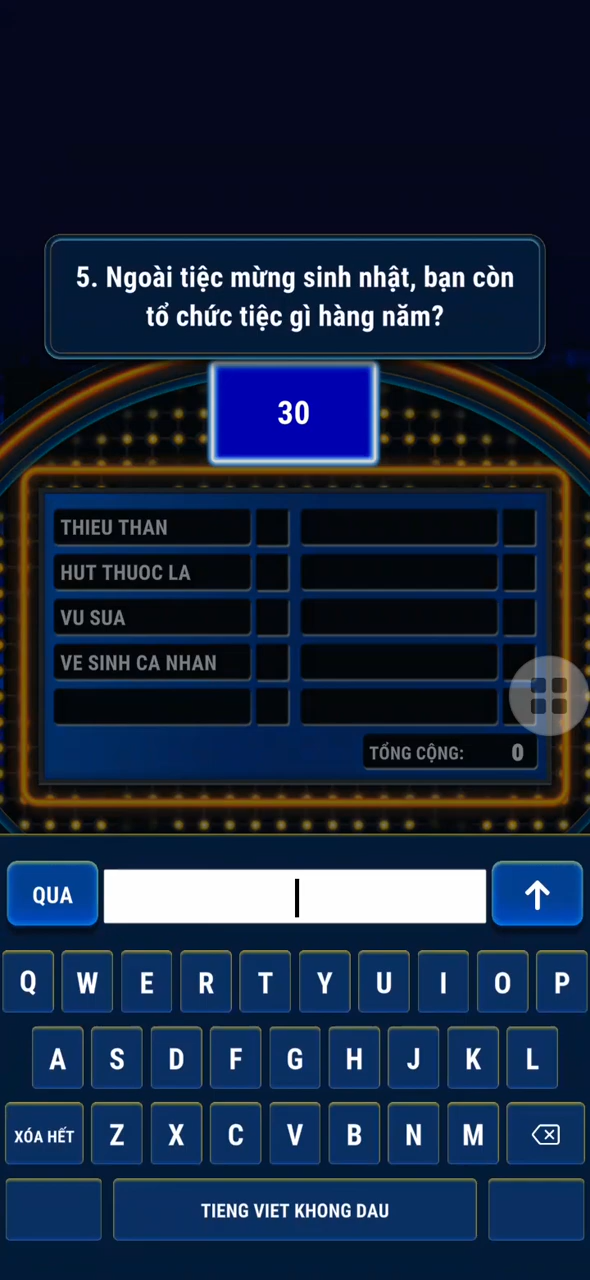 5. Ngoài tiệc mừng sinh nhật, bạn còn
tổ chức tiệc gì hàng năm?
30
THIEU THAN
HUT THUOC LA
VU SUA
VE SINH CA NHAN
TỔNG CỘNG: 0
QUA
Q W E R T Y U I O P
A S D F G H J K L
XÓA HẾT Z X C V B N M
TIENG VIET KHONG DAU